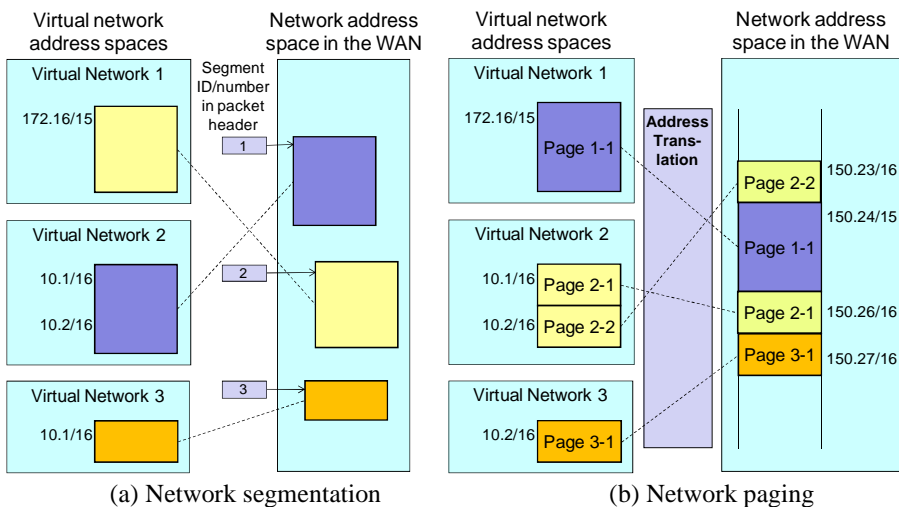 Virtual network
address spaces
Network address
space in the WAN
Virtual Network 1
172.16/15
Segment
ID/number
in packet
header
1
Virtual Network 2
10.1/16
10.2/16
2
Virtual Network 3
10.1/16
3
(a) Network segmentation
Virtual network
address spaces
Network address
space in the WAN
Virtual Network 1
172.16/15
Page 1-1
Address
Trans-
lation
Virtual Network 2
10.1/16
Page 2-1
10.2/16
Page 2-2
Virtual Network 3
10.2/16
Page 3-1
Page 2-2
150.23/16
150.24/15
Page 1-1
Page 2-1
150.26/16
Page 3-1
150.27/16
(b) Network paging